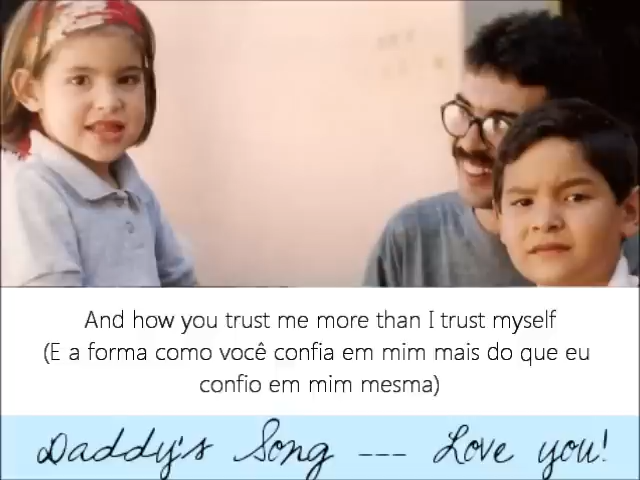 And how you trust me more than I trust myself
(E a forma como você confia em mim mais do que eu
confio em mim mesma)
Daddy's Song --- Love you!